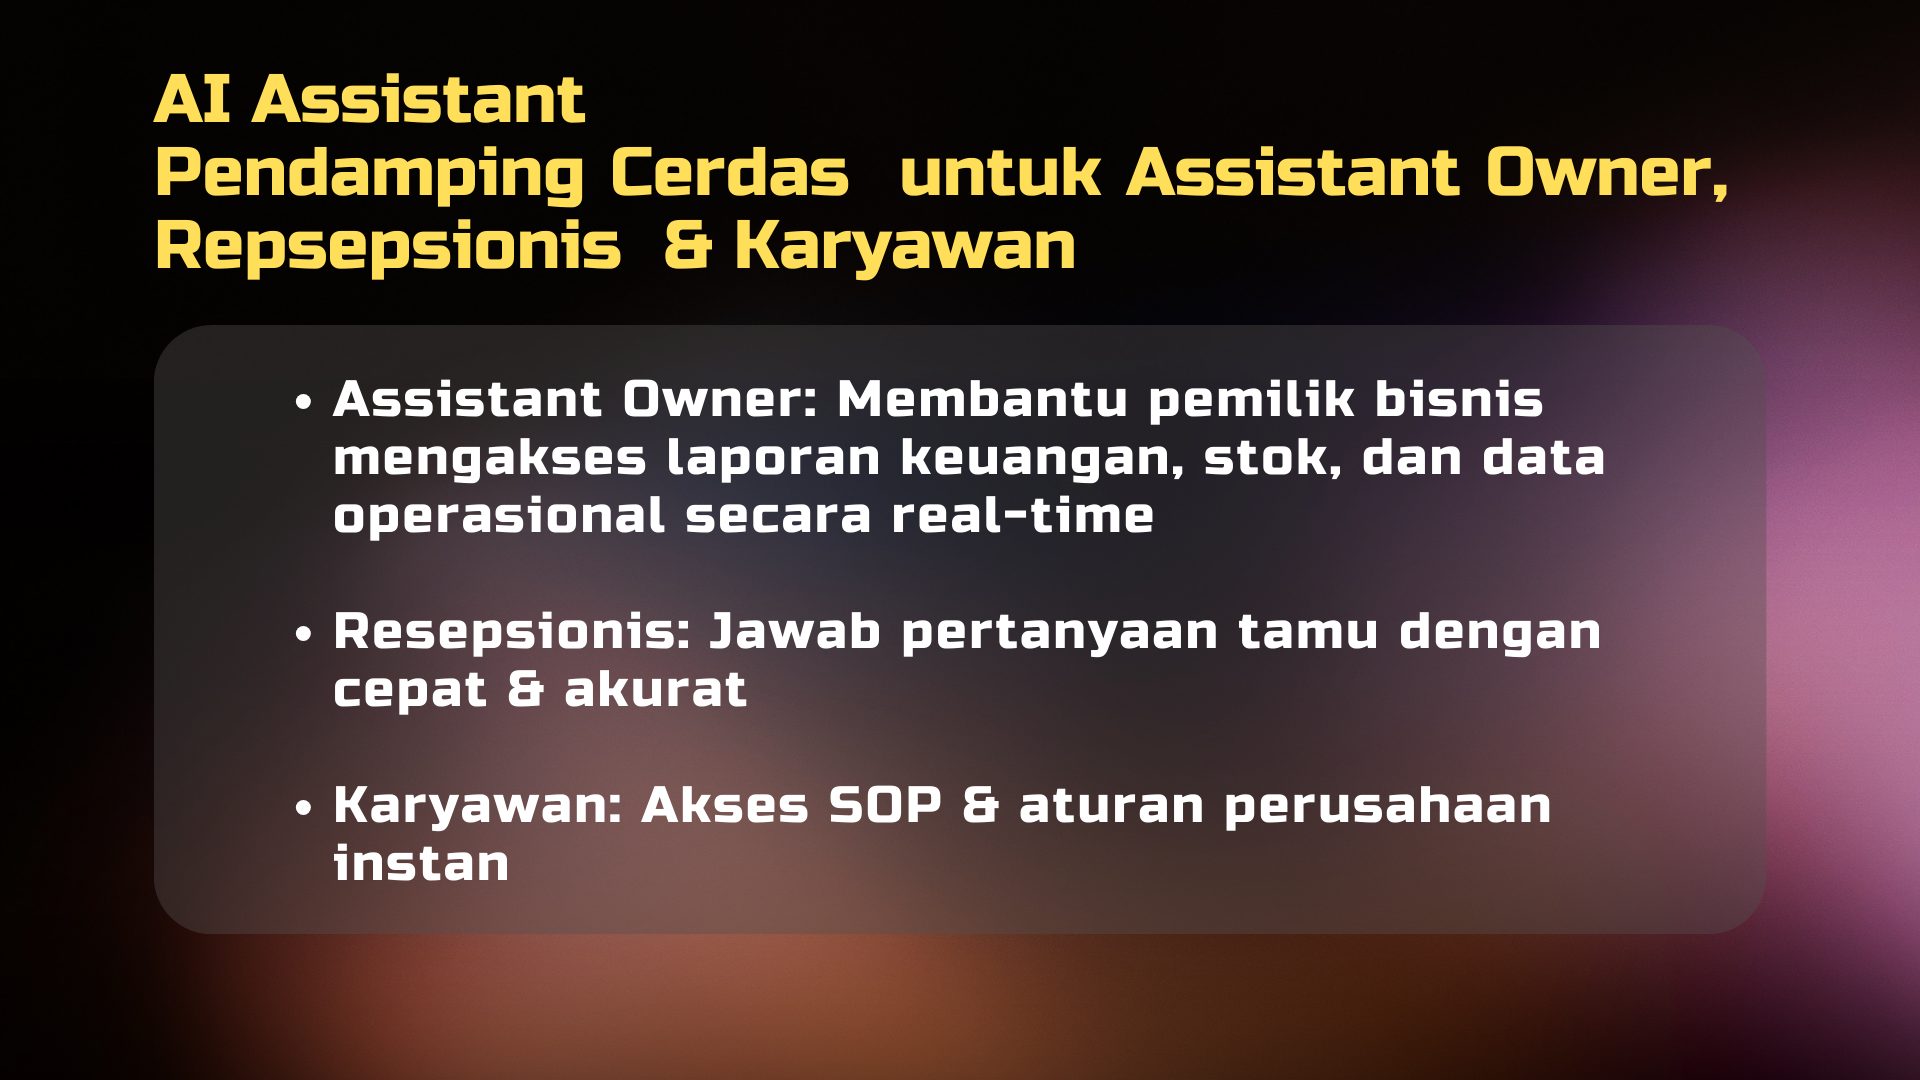 AI Assistant
Pendamping Cerdas  untuk Assistant Owner,
Repsepsionis  & Karyawan
• Assistant Owner: Membantu pemilik bisnis
mengakses laporan keuangan, stok, dan data
operasional secara real-time
• Resepsionis: Jawab pertanyaan tamu dengan
cepat & akurat
• Karyawan: Akses SOP & aturan perusahaan
instan